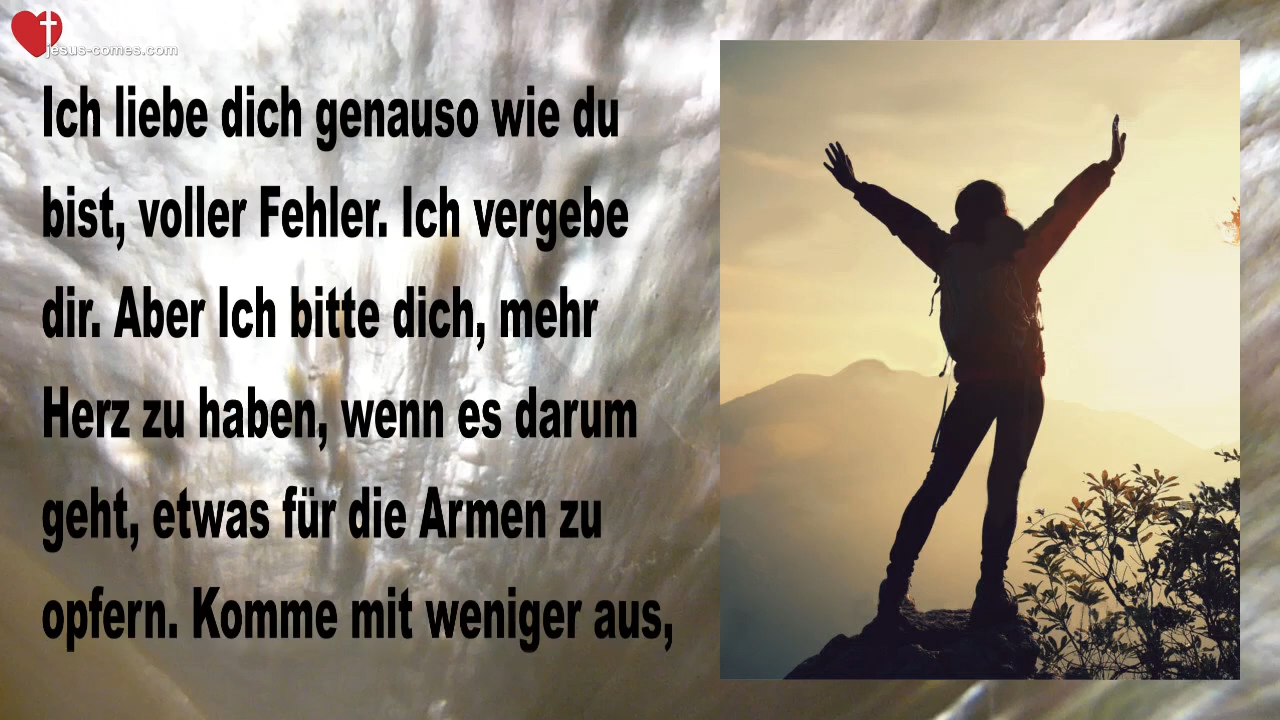 jesus-comes.com
Ich liebe dich genauso wie du
bist, voller Fehler. Ich vergebe
dir. Aber Ich bitte dich, mehr
Herz zu haben, wenn es darum
geht, etwas für die Armen zu
opfern. Komme mit weniger aus,